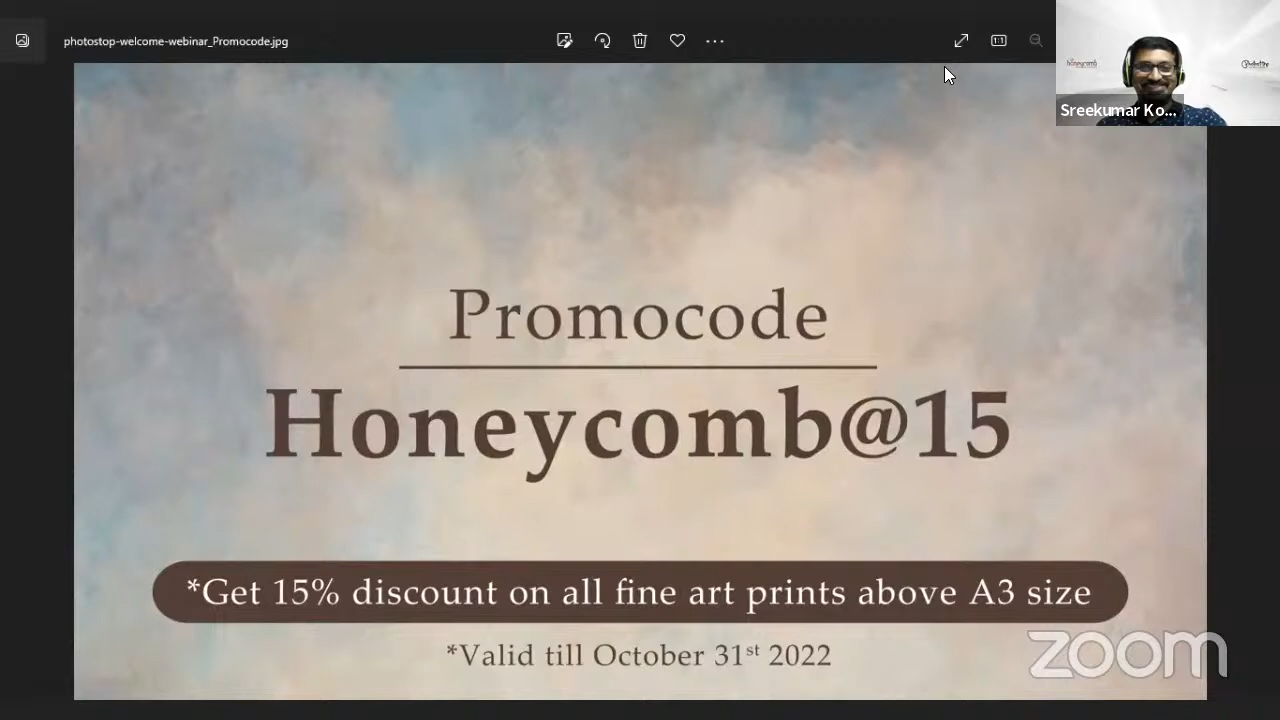 photostop-welcome-webinar_Promocode.jpg
Sreekumar Ko...
Promocode
Honeycomb@15
*Get 15% discount on all fine art prints above A3 size
*Valid till October 31st 2022
zoom